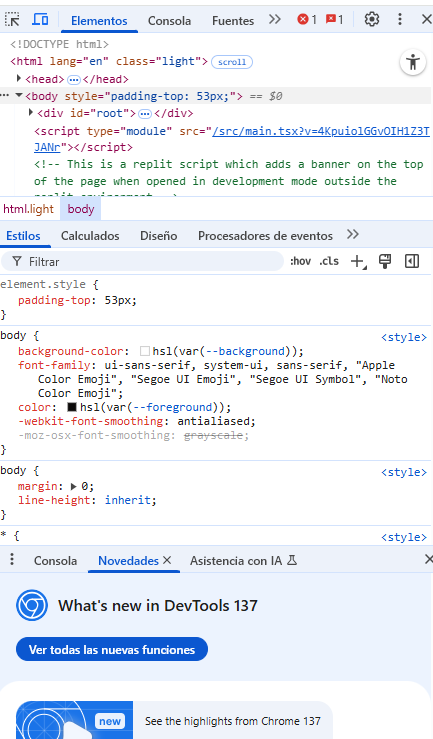 Elementos Consola Fuentes 1 1
<!DOCTYPE html>
<html lang="en" class="light"> scroll
<head> </head>
<body style="padding-top: 53px;"> == $0
<div id="root"> </div>
<script type="module" src="/src/main.tsx?v=4KpuiolGGvOIH1Z3T
JANr"></script>
<!-- This is a replit script which adds a banner on the top
of the page when opened in development mode outside the
html.light body
Estilos Calculados Diseño Procesadores de eventos
Filtrar :hov .cls
element.style {
padding-top: 53px;
}
body { <style>
background-color: hsl(var(--background));
font-family: ui-sans-serif, system-ui, sans-serif, "Apple
Color Emoji", "Segoe UI Emoji", "Segoe UI Symbol", "Noto
Color Emoji";
color: hsl(var(--foreground));
-webkit-font-smoothing: antialiased;
-moz-osx-font-smoothing: grayscale;
}
body { <style>
margin: 0;
line-height: inherit;
}
* { <style>
Consola Novedades Asistencia con IA
What's new in DevTools 137
Ver todas las nuevas funciones
new See the highlights from Chrome 137